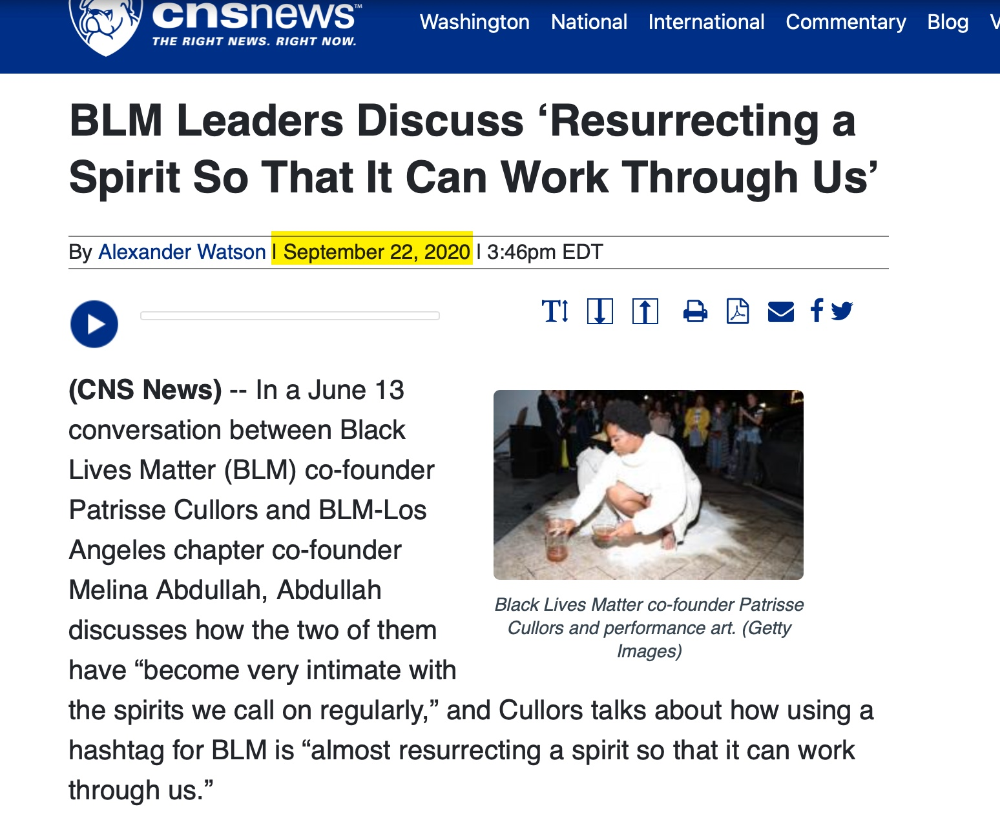 cnsnews™
THE RIGHT NEWS. RIGHT NOW.
Washington National International Commentary Blog
BLM Leaders Discuss ‘Resurrecting a
Spirit So That It Can Work Through Us’
By Alexander Watson | September 22, 2020 | 3:46pm EDT
(CNS News) -- In a June 13
conversation between Black
Lives Matter (BLM) co-founder
Patrisse Cullors and BLM-Los
Angeles chapter co-founder
Melina Abdullah, Abdullah
discusses how the two of them
have “become very intimate with
the spirits we call on regularly,” and Cullors talks about how using a
hashtag for BLM is “almost resurrecting a spirit so that it can work
through us.”
Black Lives Matter co-founder Patrisse
Cullors and performance art. (Getty
Images)